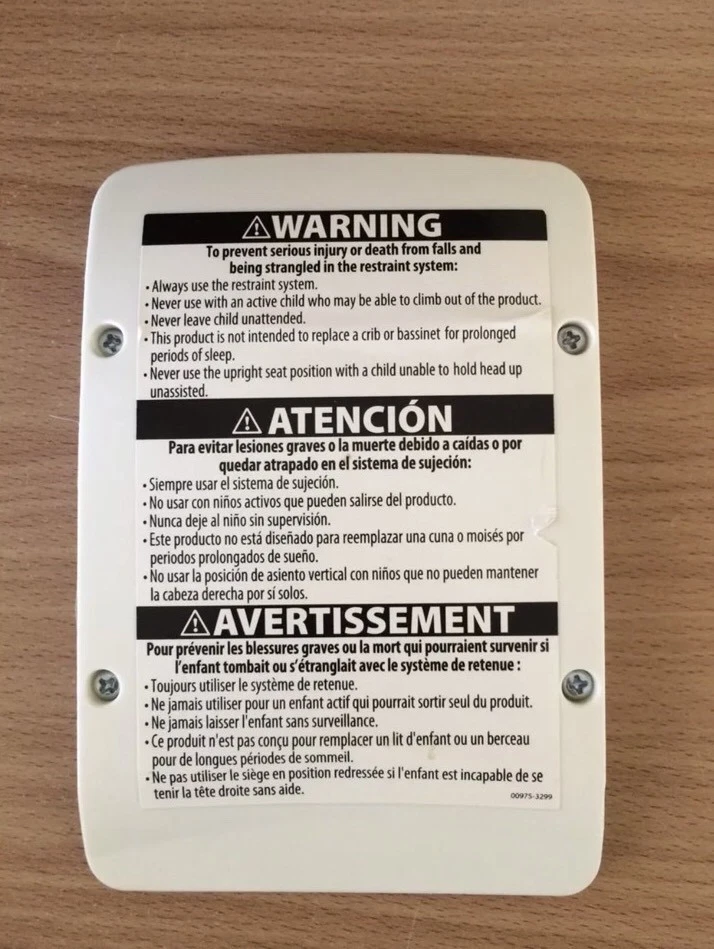 ⚠WARNING
To prevent serious injury or death from falls and
being strangled in the restraint system:
• Always use the restraint system.
• Never use with an active child who may be able to climb out of the product.
• Never leave child unattended.
• This product is not intended to replace a crib or bassinet for prolonged
periods of sleep.
• Never use the upright seat position with a child unable to hold head up
unassisted.
⚠ ATENCIÓN
Para evitar lesiones graves o la muerte debido a caídas o por
quedar atrapado en el sistema de sujeción:
• Siempre usar el sistema de sujeción.
• No usar con niños activos que pueden salirse del producto.
• Nunca deje al niño sin supervisión.
• Este producto no está diseñado para reemplazar una cuna o moisés por
periodos prolongados de sueño.
• No usar la posición de asiento vertical con niños que no pueden mantener
la cabeza derecha por sí solos.
⚠AVERTISSEMENT
Pour prévenir les blessures graves ou la mort qui pourraient survenir si
l'enfant tombait ou s'étranglait avec le système de retenue :
• Toujours utiliser le système de retenue.
• Ne jamais utiliser pour un enfant actif qui pourrait sortir seul du produit.
• Ne jamais laisser l'enfant sans surveillance.
• Ce produit n'est pas conçu pour remplacer un lit d'enfant ou un berceau
pour de longues périodes de sommeil.
• Ne pas utiliser le siège en position redressée si l'enfant est incapable de se
tenir la tête droite sans aide.
00975-3299